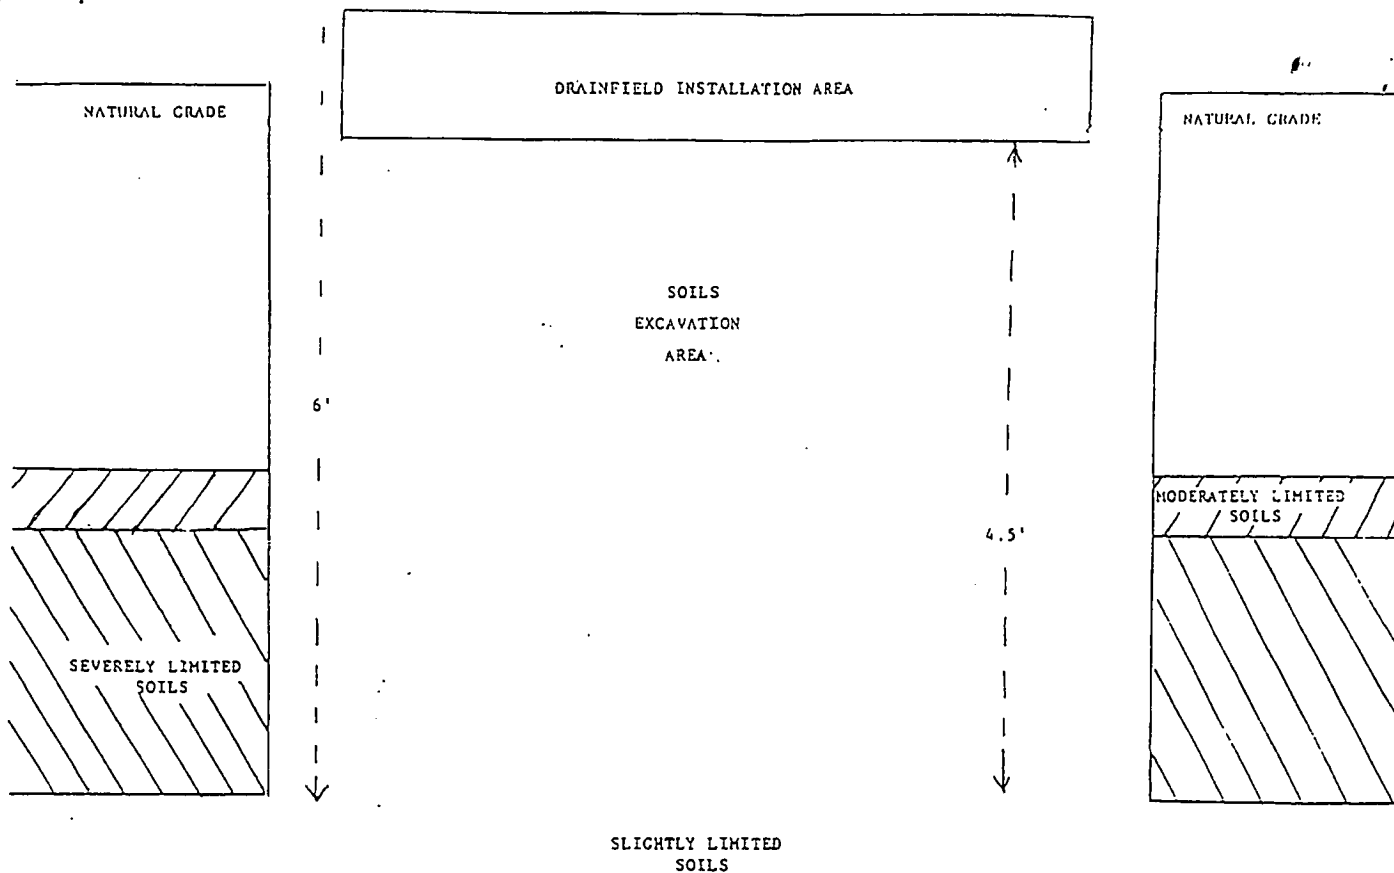 DRAINFIELD INSTALLATION AREA
NATURAL GRADE
NATURAL GRADE
SOILS
EXCAVATION
AREA
6'
MODERATELY LIMITED
SOILS
4.5'
SEVERELY LIMITED
SOILS
SLIGHTLY LIMITED
SOILS